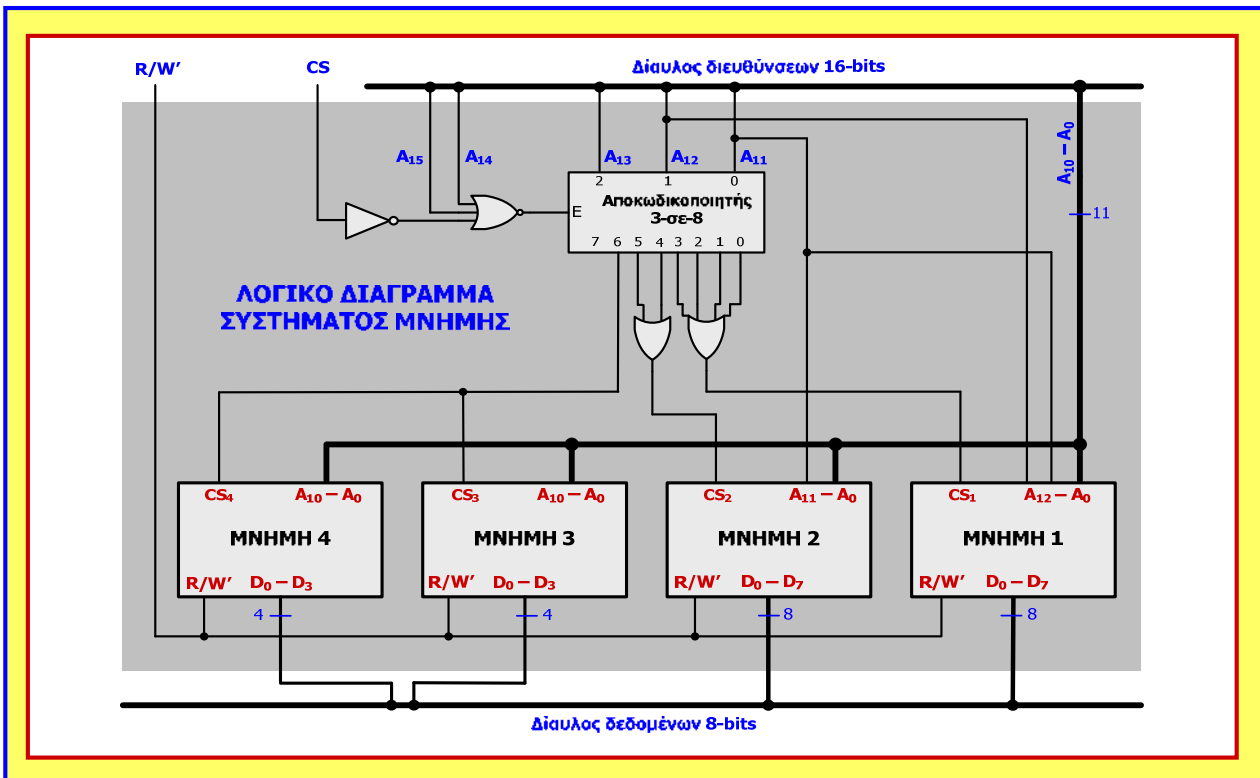 R/W’
CS
Δίαυλος διευθύνσεων 16-bits
A15
A14
A13
A12
A11
A10 – A0
11
2 1 0
E
Αποκωδικοποιητής
3-σε-8
7 6 5 4 3 2 1 0
ΛΟΓΙΚΟ ΔΙΑΓΡΑΜΜΑ
ΣΥΣΤΗΜΑΤΟΣ ΜΝΗΜΗΣ
CS4 A10 – A0
ΜΝΗΜΗ 4
R/W’ D0 – D3
4
CS3 A10 – A0
ΜΝΗΜΗ 3
R/W’ D0 – D3
4
CS2 A11 – A0
ΜΝΗΜΗ 2
R/W’ D0 – D7
8
CS1 A12 – A0
ΜΝΗΜΗ 1
R/W’ D0 – D7
8
Δίαυλος δεδομένων 8-bits